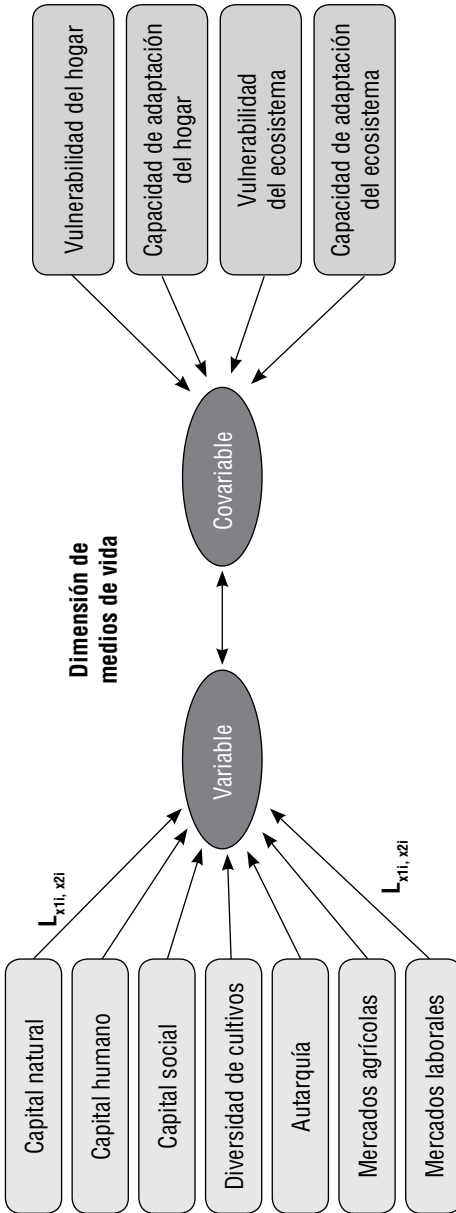 Dimensión de
medios de vida
Capital natural
Capital humano
Capital social
Diversidad de cultivos
Autarquía
Mercados agrícolas
Mercados laborales
L x1i, x2i
L x1i, x2i
Variable
Covariable
Vulnerabilidad del hogar
Capacidad de adaptación
del hogar
Vulnerabilidad
del ecosistema
Capacidad de adaptación
del ecosistema